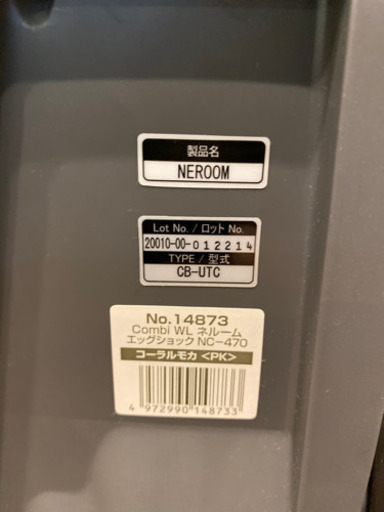 製品名
NEROOM
Lot No. / ロット No.
20010-00-012214
TYPE / 型式
CB-UTC
No.14873
Combi WL ネルーム
エッグショック NC-470
コーラルモカ <PK>
4 972990 148733